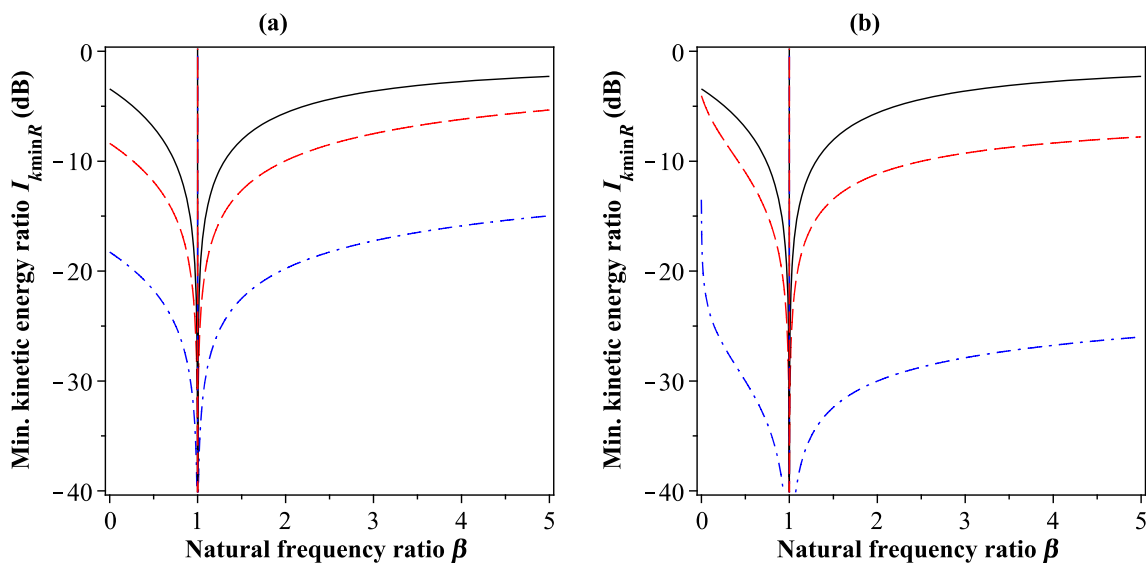 (a)
Min. kinetic energy ratio I_kminR (dB)
0
−10
−20
−30
−40
0 1 2 3 4 5
Natural frequency ratio β
(b)
Min. kinetic energy ratio I_kminR (dB)
0
−10
−20
−30
−40
0 1 2 3 4 5
Natural frequency ratio β